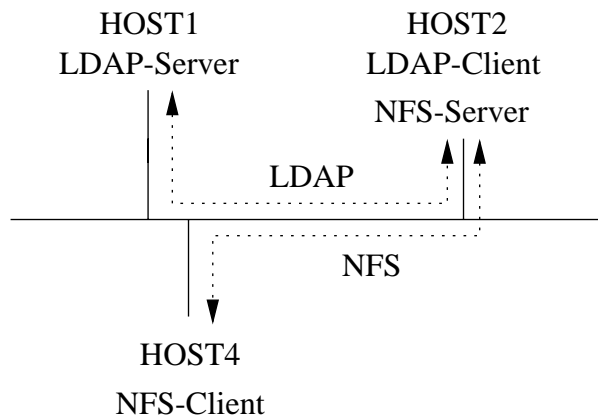 HOST1
LDAP-Server
HOST2
LDAP-Client
NFS-Server
LDAP
NFS
HOST4
NFS-Client